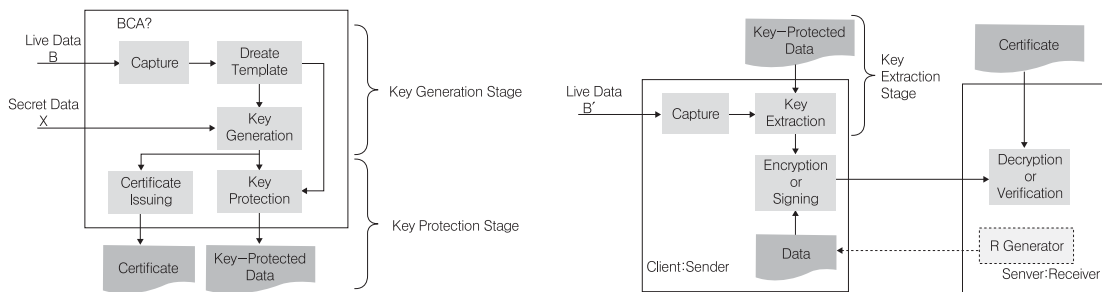 BCA?
Live Data
B
Capture
Dreate
Template
Secret Data
X
Key
Generation
Key Generation Stage
Certificate
Issuing
Key
Protection
Key Protection Stage
Certificate
Key-Protected
Data
Key-Protected
Data
Key
Extraction
Stage
Certificate
Live Data
B′
Capture
Key
Extraction
Encryption
or
Signing
Decryption
or
Verification
Data
R Generator
Client:Sender
Senver:Receiver